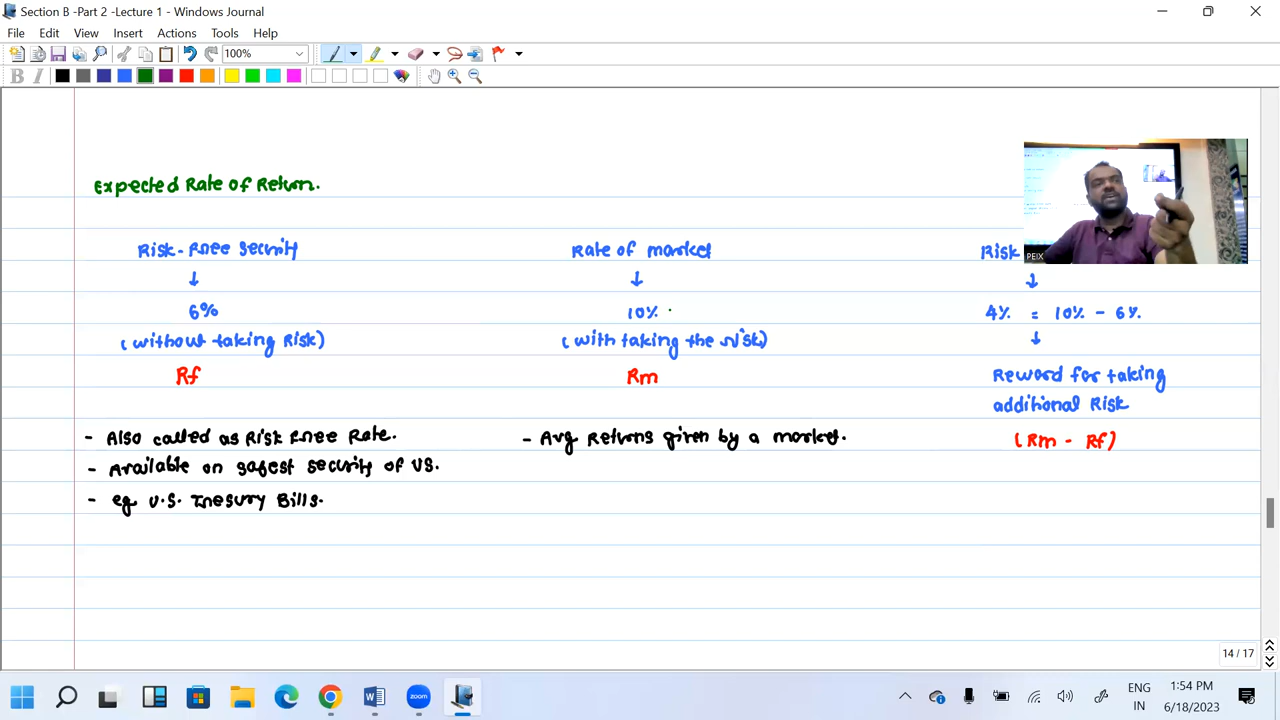 Section B -Part 2 -Lecture 1 - Windows Journal
File Edit View Insert Actions Tools Help
100%
B I
Expected Rate of Return.
PEIX
Risk-Free Security
Rate of market
Risk
6%
10%
4% = 10% - 6%.
(without taking Risk)
(with taking the risk)
Rf
Rm
Reward for taking
additional Risk
- Also called as Risk free Rate.
- Avg Returns given by a market.
(Rm - Rf)
- Available on safest security of US.
- eg U.S. Tresury Bills.
14 / 17
zoom
ENG
IN
1:54 PM
6/18/2023